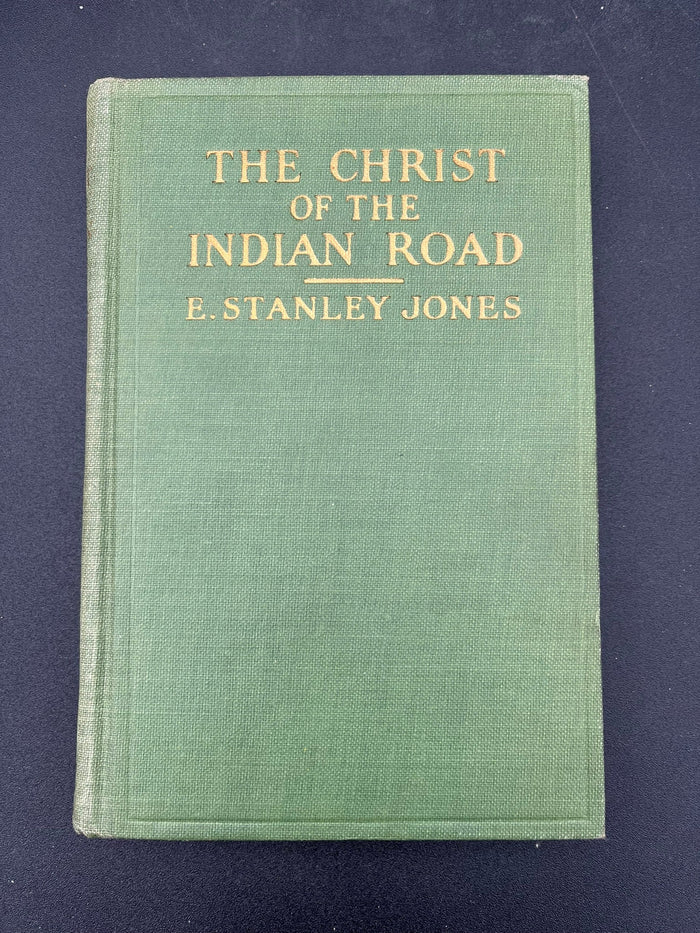 THE CHRIST
OF THE
INDIAN ROAD
E. STANLEY JONES